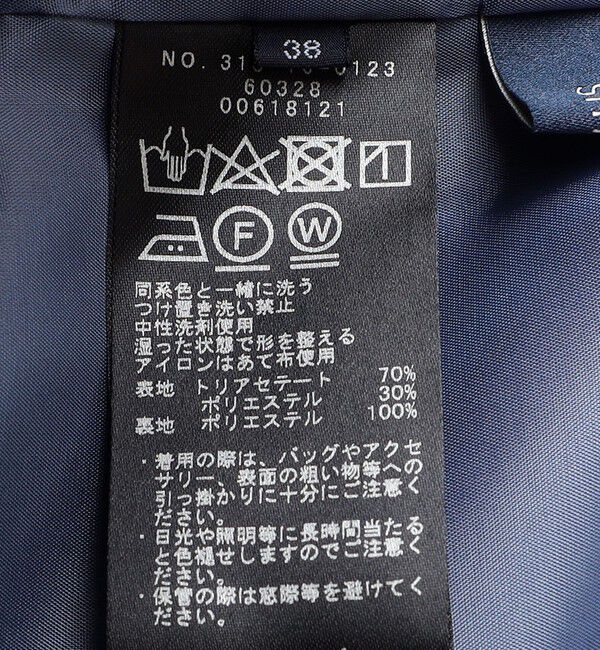 38
NO. 31
0123
60328
00618121
F W
同系色と一緒に洗う
つけ置き洗い禁止
中性洗剤使用
湿った状態で形を整える
アイロンはあて布使用
表地 トリアセテート 70%
ポリエステル 30%
裏地 ポリエステル 100%
・着用の際は、バッグやアクセ
サリー、表面の粗い物等への
引っ掛かりに十分にご注意く
ださい。
・日光や照明等に長時間当たる
と色褪せしますのでご注意く
ださい。
・保管の際は窓際等を避けてく
ださい。